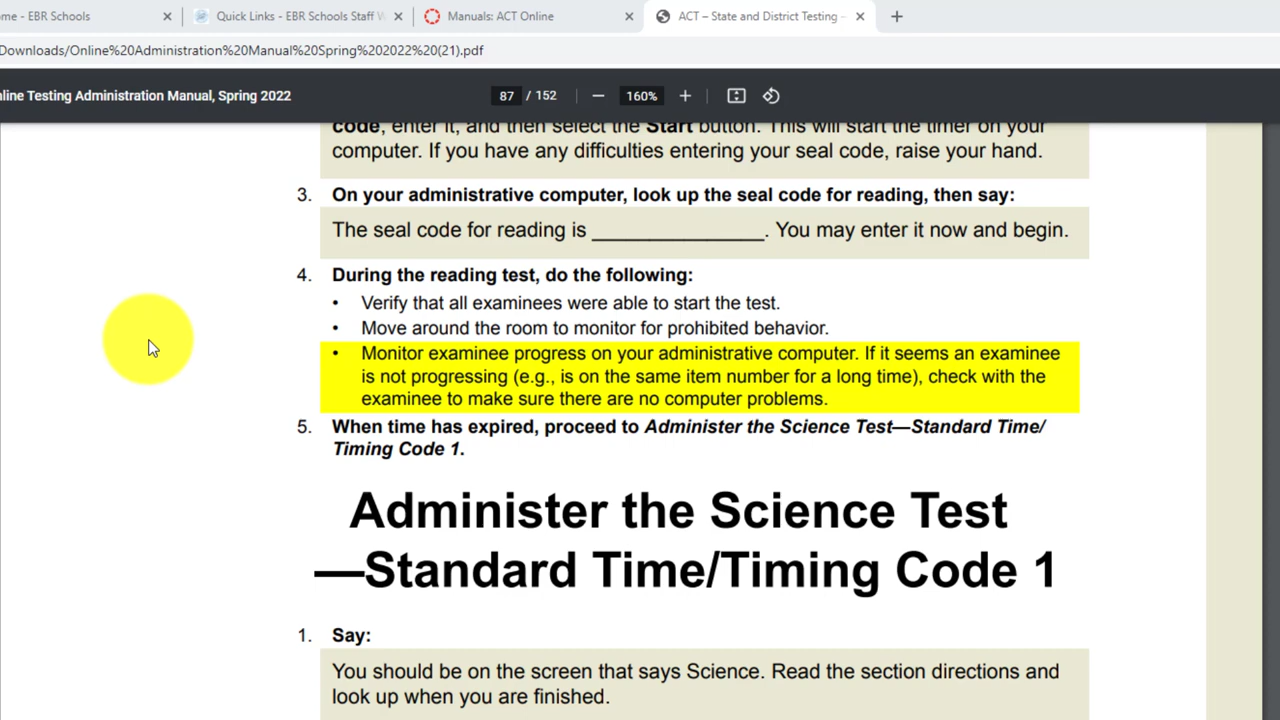 me - EBR Schools
Quick Links - EBR Schools Staff W
Manuals: ACT Online
ACT – State and District Testing -
Downloads/Online%20Administration%20Manual%20Spring%202022%20(21).pdf
nline Testing Administration Manual, Spring 2022
87 / 152
160%
code, enter it, and then select the Start button. This will start the timer on your
computer. If you have any difficulties entering your seal code, raise your hand.
3. On your administrative computer, look up the seal code for reading, then say:
The seal code for reading is _______________. You may enter it now and begin.
4. During the reading test, do the following:
• Verify that all examinees were able to start the test.
• Move around the room to monitor for prohibited behavior.
• Monitor examinee progress on your administrative computer. If it seems an examinee
is not progressing (e.g., is on the same item number for a long time), check with the
examinee to make sure there are no computer problems.
5. When time has expired, proceed to Administer the Science Test—Standard Time/
Timing Code 1.
Administer the Science Test
—Standard Time/Timing Code 1
1. Say:
You should be on the screen that says Science. Read the section directions and
look up when you are finished.